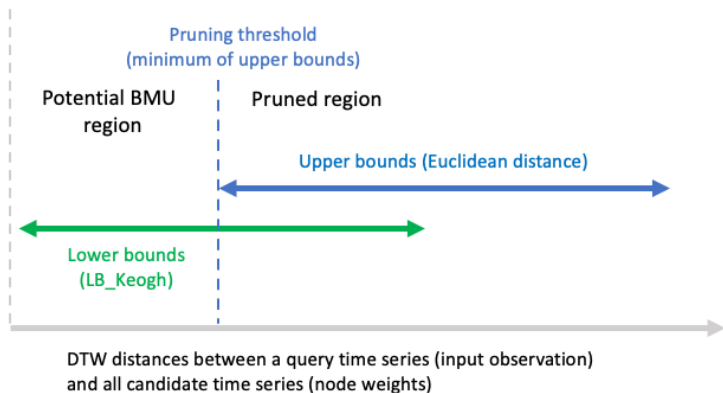 Pruning threshold
(minimum of upper bounds)
Potential BMU
region
Pruned region
Upper bounds (Euclidean distance)
Lower bounds
(LB_Keogh)
DTW distances between a query time series (input observation)
and all candidate time series (node weights)